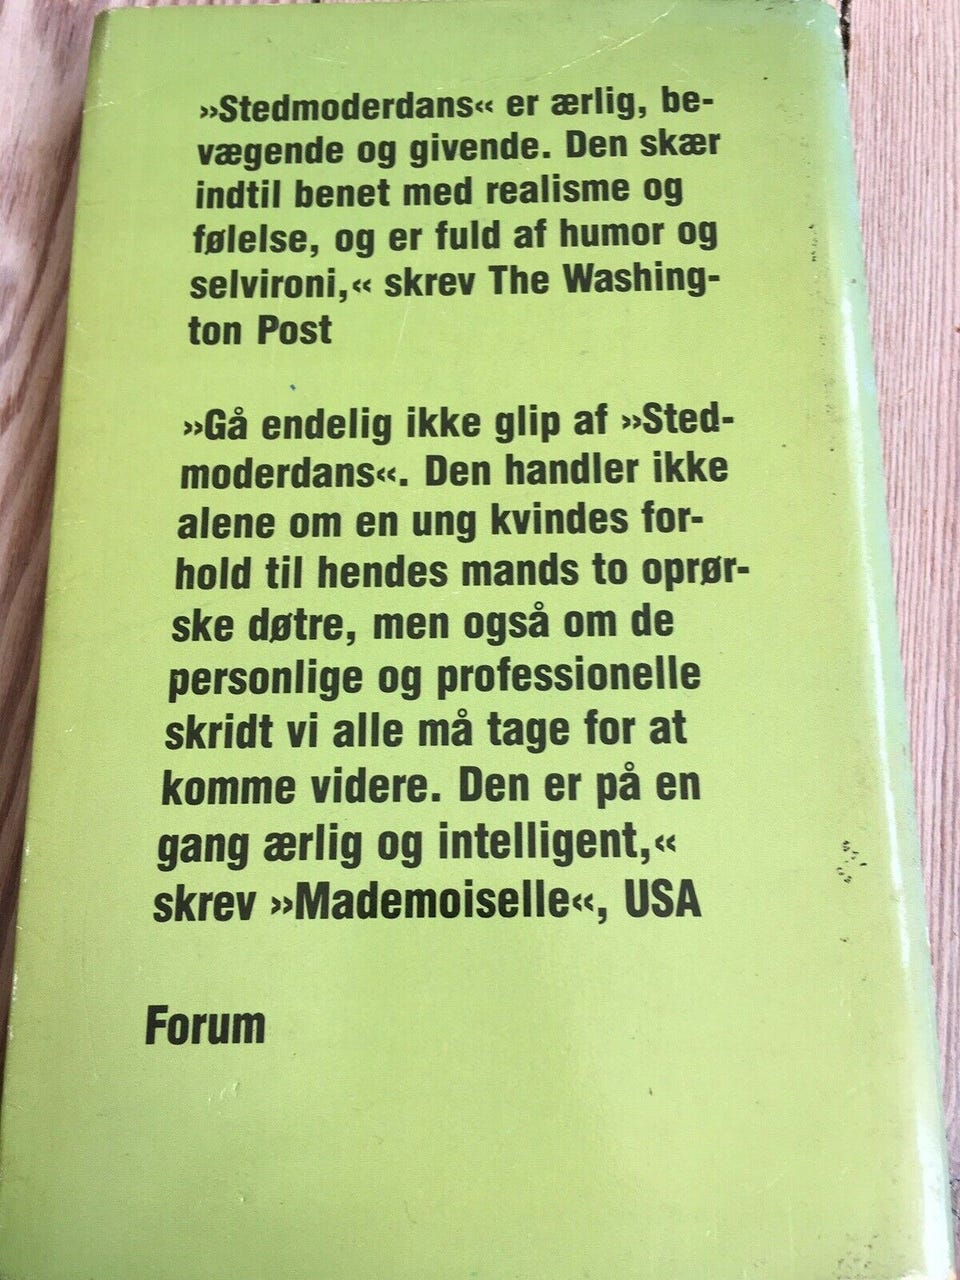 »Stedmoderdans« er ærlig, be-
vægende og givende. Den skær
indtil benet med realisme og
følelse, og er fuld af humor og
selvironi,« skrev The Washing-
ton Post
»Gå endelig ikke glip af »Sted-
moderdans«. Den handler ikke
alene om en ung kvindes for-
hold til hendes mands to oprør-
ske døtre, men også om de
personlige og professionelle
skridt vi alle må tage for at
komme videre. Den er på en
gang ærlig og intelligent,«
skrev »Mademoiselle«, USA
Forum